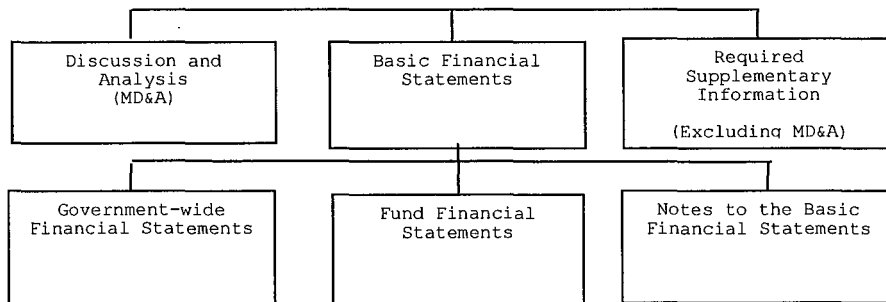 Discussion and
Analysis
(MD&A)
Basic Financial
Statements
Required
Supplementary
Information
(Excluding MD&A)
Government-wide
Financial Statements
Fund Financial
Statements
Notes to the Basic
Financial Statements